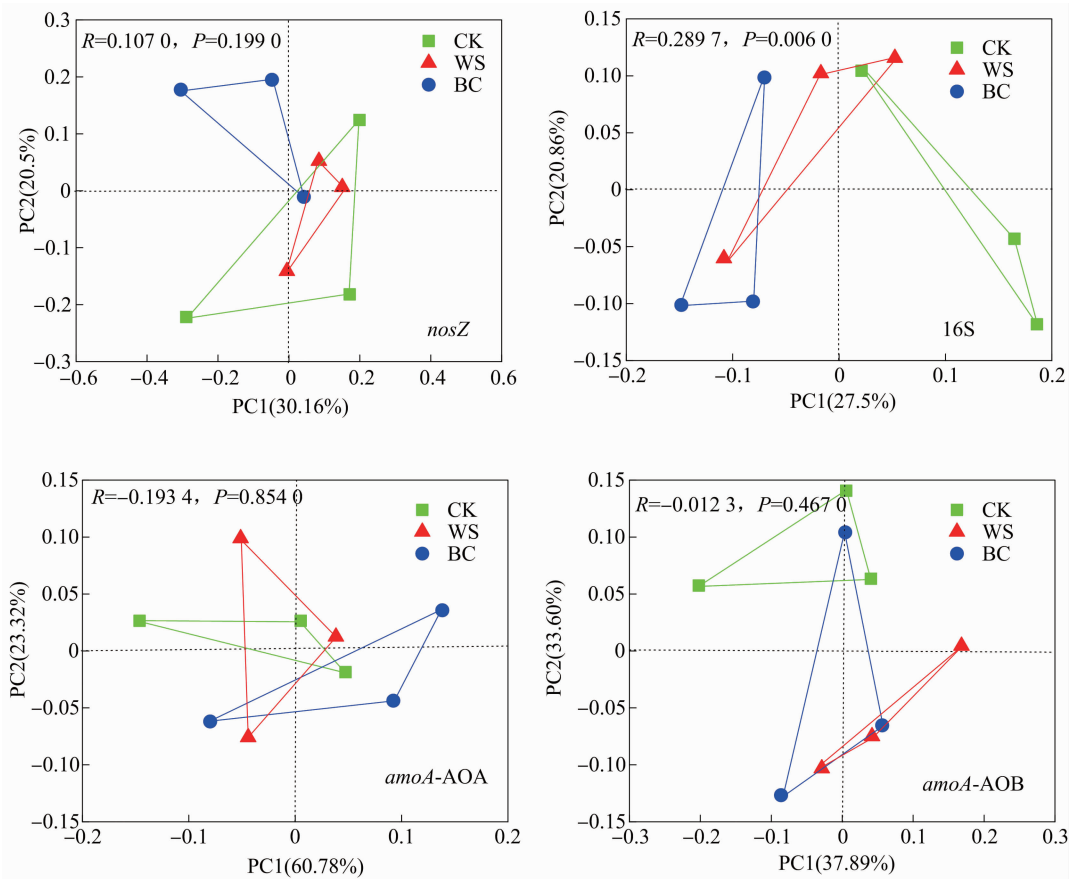 0.3
R=0.107 0，P=0.199 0
CK
WS
BC
0.2
0.1
0
−0.1
−0.2
−0.3
PC2(20.5%)
nosZ
−0.6
−0.4
−0.2
0
0.2
0.4
0.6
PC1(30.16%)
0.15
R=0.289 7，P=0.006 0
CK
WS
BC
0.10
0.05
0
−0.05
−0.10
−0.15
PC2(20.86%)
16S
−0.2
−0.1
0
0.1
0.2
PC1(27.5%)
0.15
R=−0.193 4，P=0.854 0
CK
WS
BC
0.10
0.05
0
−0.05
−0.10
−0.15
PC2(23.32%)
amoA-AOA
−0.2
−0.1
0
0.1
0.2
PC1(60.78%)
0.15
R=−0.012 3，P=0.467 0
CK
WS
BC
0.10
0.05
0
−0.05
−0.10
0.15
PC2(33.60%)
amoA-AOB
−0.3
−0.2
−0.1
0
0.1
0.2
0.3
PC1(37.89%)